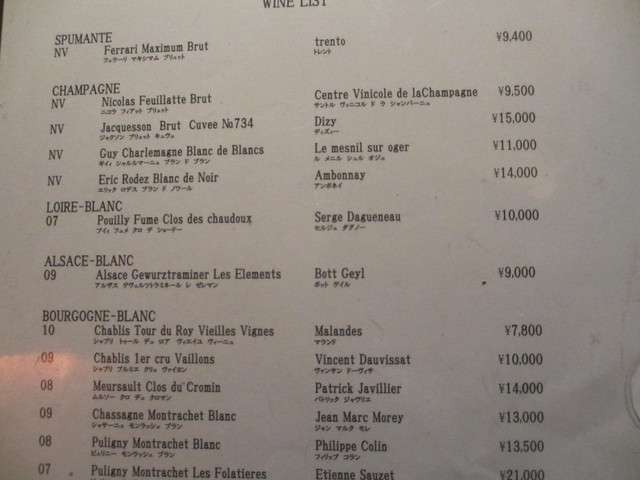 WINE LIST
SPUMANTE
NV Ferrari Maximum Brut trento ¥9,400
フェラーリ マキシマム ブリュット トレント
CHAMPAGNE
NV Nicolas Feuillatte Brut Centre Vinicole de laChampagne ¥9,500
ニコラ フィアット ブリュット サントル ヴィニコル ド ラ シャンパーニュ
NV Jacquesson Brut Cuvee №734 Dizy ¥15,000
ジャクソン ブリュット キュヴェ ディズィー
NV Guy Charlemagne Blanc de Blancs Le mesnil sur oger ¥11,000
ギイ シャルルマーニュ ブラン ド ブラン ル メニル シュル オジェ
NV Eric Rodez Blanc de Noir Ambonnay ¥14,000
エリック ロデズ ブラン ド ノワール アンボネイ
LOIRE-BLANC
07 Pouilly Fume Clos des chaudoux Serge Dagueneau ¥10,000
プイィ フュメ クロ デ ショードー セルジュ ダグノー
ALSACE-BLANC
09 Alsace Gewurztraminer Les Elements Bott Geyl ¥9,000
アルザス ゲヴュルツトラミネール レ ゼレマン ボット ゲイル
BOURGOGNE-BLANC
10 Chablis Tour du Roy Vieilles Vignes Malandes ¥7,800
シャブリ トゥール デュ ロア ヴィエイユ ヴィーニュ マランド
09 Chablis 1er cru Vaillons Vincent Dauvissat ¥10,000
シャブリ プルミエ クリュ ヴァイヨン ヴァンサン ドーヴィサ
08 Meursault Clos du Cromin Patrick Javillier ¥14,000
ムルソー クロ デュ クロマン パトリック ジャヴリエ
09 Chassagne Montrachet Blanc Jean Marc Morey ¥13,000
シャサーニュ モンラッシェ ブラン ジャン マルク モレ
08 Puligny Montrachet Blanc Philippe Colin ¥13,500
ピュリニー モンラッシェ ブラン フィリップ コラン
07 Puligny Montrachet Les Folatieres Etienne Sauzet ¥21,000